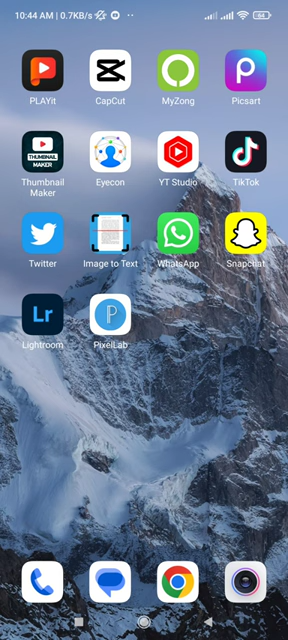 10:44 AM | 0.7KB/s
64
PLAYit
CapCut
MyZong
Picsart
THUMBNAIL
MAKER
Thumbnail
Maker
Eyecon
YT Studio
TikTok
Twitter
Image to Text
WhatsApp
Snapchat
Lr
Lightroom
P
PixelLab